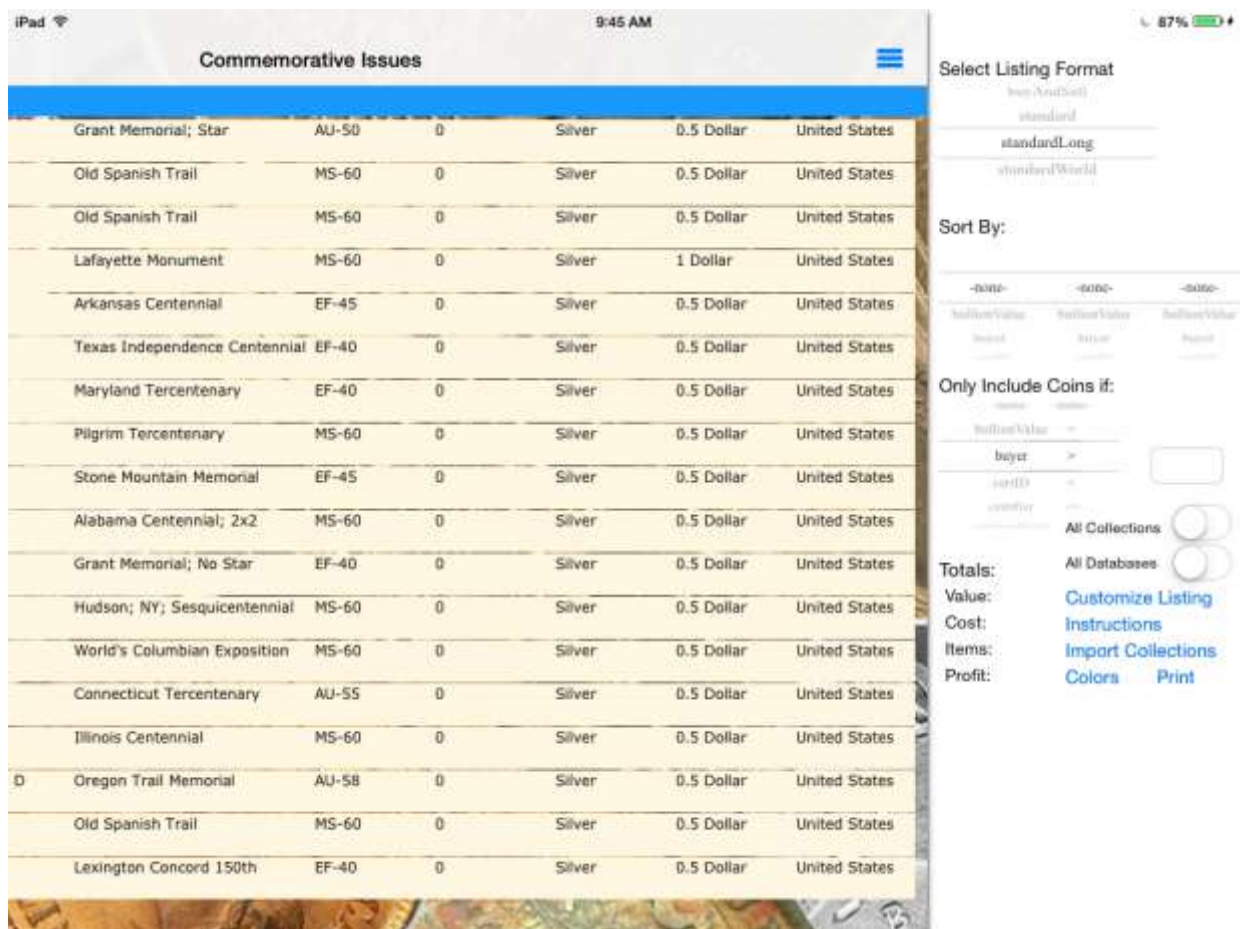 iPad 9:45 AM 87%
Commemorative Issues
Grant Memorial; Star AU-50 0 Silver 0.5 Dollar United States
Old Spanish Trail MS-60 0 Silver 0.5 Dollar United States
Old Spanish Trail MS-60 0 Silver 0.5 Dollar United States
Lafayette Monument MS-60 0 Silver 1 Dollar United States
Arkansas Centennial EF-45 0 Silver 0.5 Dollar United States
Texas Independence Centennial EF-40 0 Silver 0.5 Dollar United States
Maryland Tercentenary EF-40 0 Silver 0.5 Dollar United States
Pilgrim Tercentenary MS-60 0 Silver 0.5 Dollar United States
Stone Mountain Memorial EF-45 0 Silver 0.5 Dollar United States
Alabama Centennial; 2x2 MS-60 0 Silver 0.5 Dollar United States
Grant Memorial; No Star EF-40 0 Silver 0.5 Dollar United States
Hudson; NY; Sesquicentennial MS-60 0 Silver 0.5 Dollar United States
World's Columbian Exposition MS-60 0 Silver 0.5 Dollar United States
Connecticut Tercentenary AU-55 0 Silver 0.5 Dollar United States
Illinois Centennial MS-60 0 Silver 0.5 Dollar United States
D Oregon Trail Memorial AU-58 0 Silver 0.5 Dollar United States
Old Spanish Trail MS-60 0 Silver 0.5 Dollar United States
Lexington Concord 150th EF-40 0 Silver 0.5 Dollar United States
Select Listing Format
buyAndSell
standard
standardLong
standardWorld
Sort By:
-none- -none- -none-
bullionValue bullionValue bullionValue
buyer buyer buyer
Only Include Coins if:
bullionValue =
buyer >
certID <
All Collections
All Databases
Totals:
Value:
Cost:
Items:
Profit:
Customize Listing
Instructions
Import Collections
Colors Print